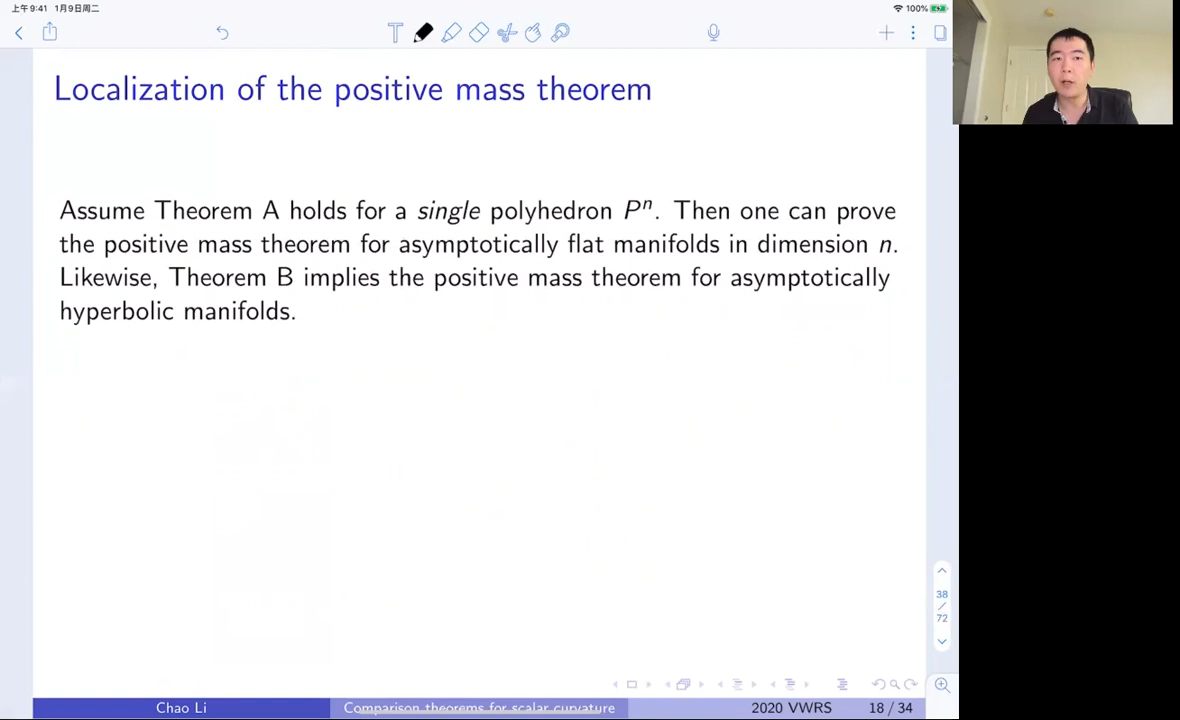 上午9:41 1月9日周二
100%
Localization of the positive mass theorem
Assume Theorem A holds for a single polyhedron Pⁿ. Then one can prove
the positive mass theorem for asymptotically flat manifolds in dimension n.
Likewise, Theorem B implies the positive mass theorem for asymptotically
hyperbolic manifolds.
38
/
72
Chao Li Comparison theorems for scalar curvature 2020 VWRS 18 / 34